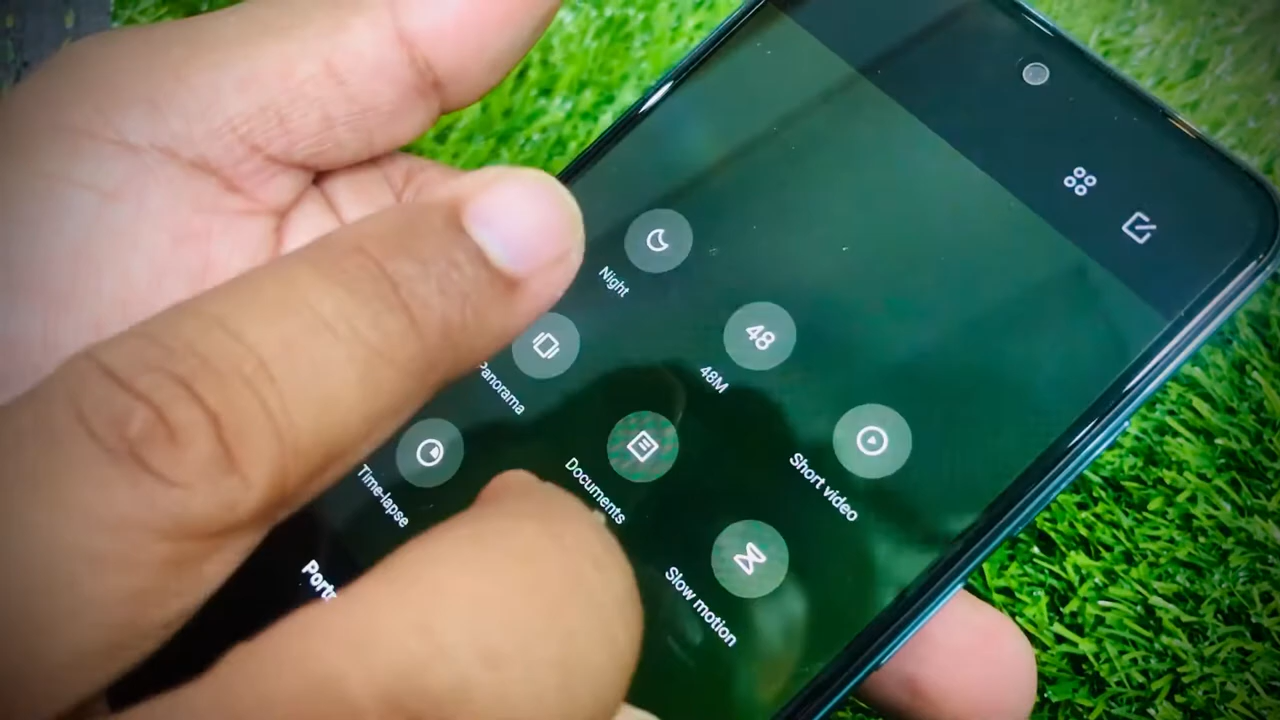 Night
48
48M
Short video
Panorama
Documents
Slow motion
Time-lapse